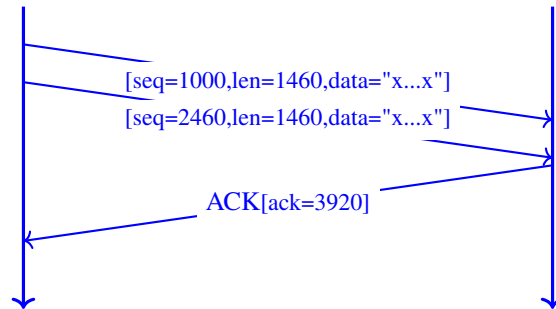 [seq=1000,len=1460,data="x...x"]
[seq=2460,len=1460,data="x...x"]
ACK[ack=3920]